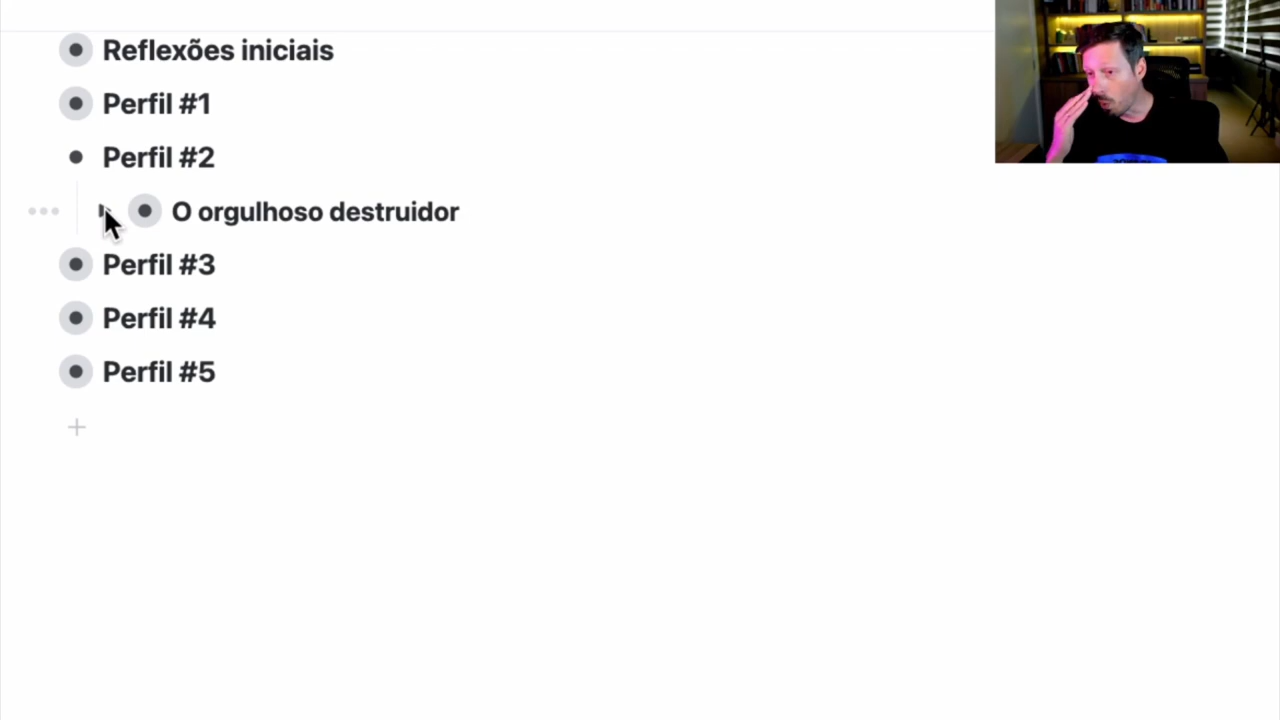 Reflexões iniciais
Perfil #1
Perfil #2
O orgulhoso destruidor
Perfil #3
Perfil #4
Perfil #5